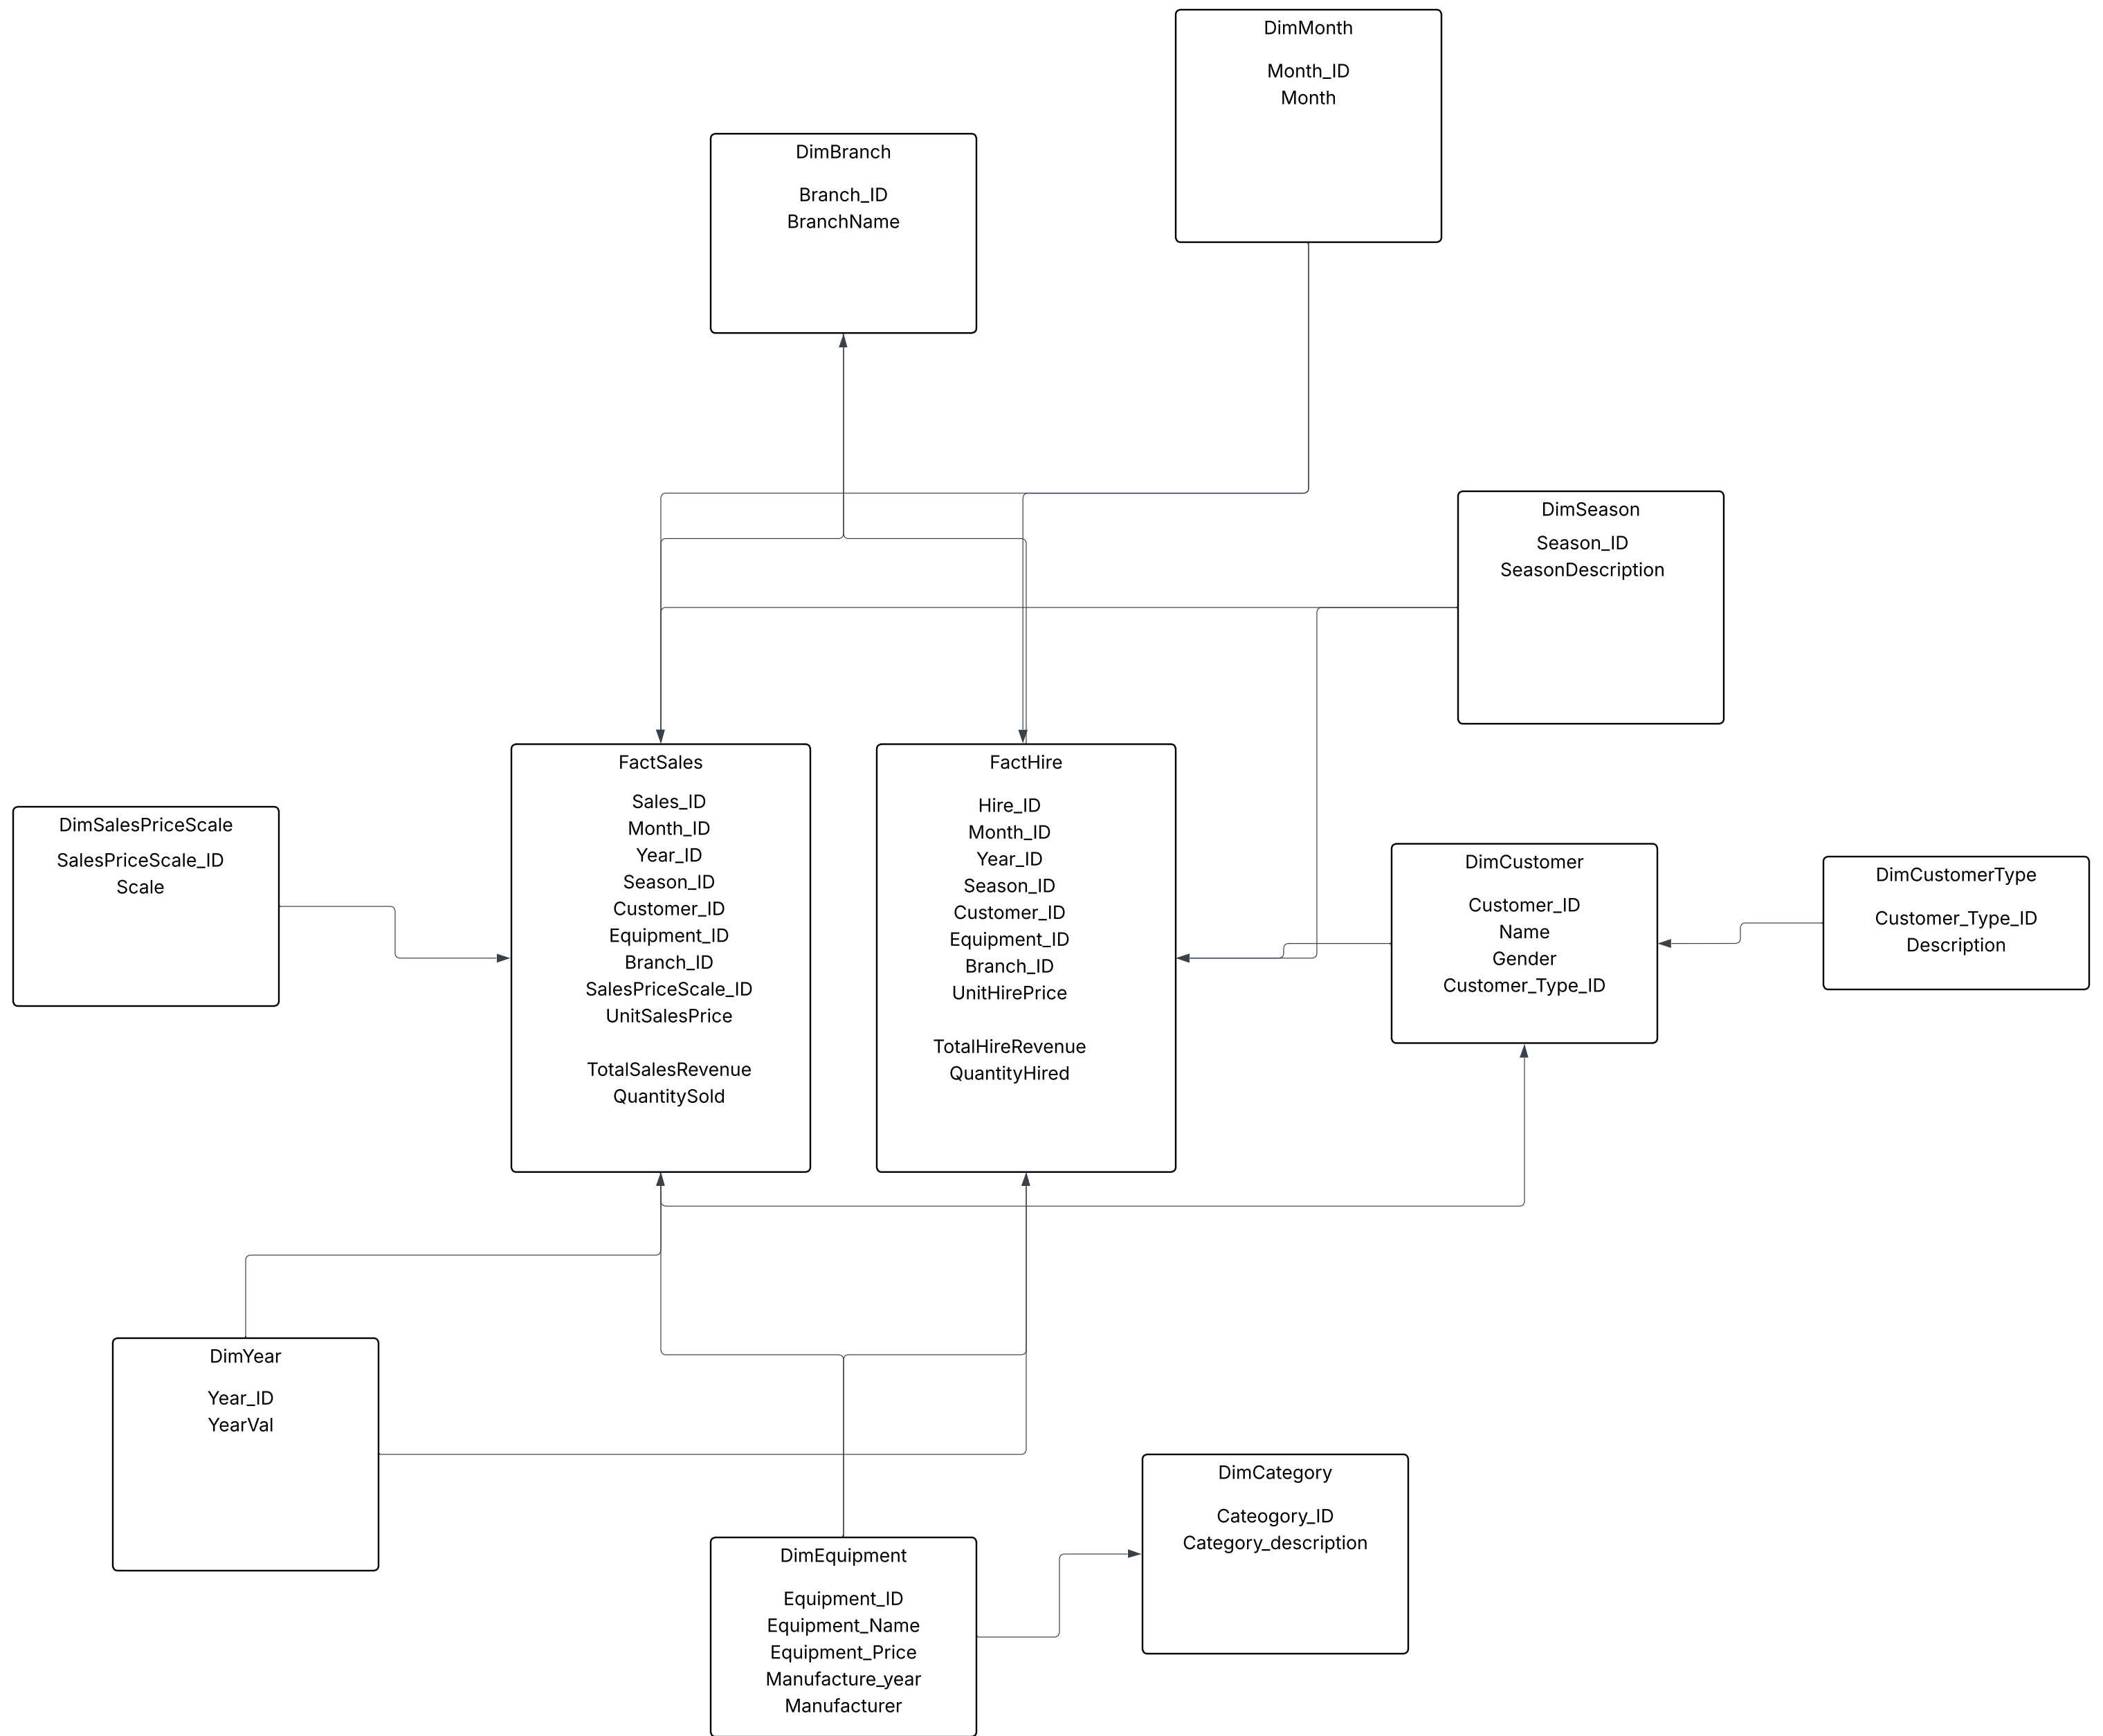 DimMonth
Month_ID
Month
DimBranch
Branch_ID
BranchName
DimSeason
Season_ID
SeasonDescription
FactSales
Sales_ID
Month_ID
Year_ID
Season_ID
Customer_ID
Equipment_ID
Branch_ID
SalesPriceScale_ID
UnitSalesPrice
TotalSalesRevenue
QuantitySold
FactHire
Hire_ID
Month_ID
Year_ID
Season_ID
Customer_ID
Equipment_ID
Branch_ID
UnitHirePrice
TotalHireRevenue
QuantityHired
DimSalesPriceScale
SalesPriceScale_ID
Scale
DimCustomer
Customer_ID
Name
Gender
Customer_Type_ID
DimCustomerType
Customer_Type_ID
Description
DimYear
Year_ID
YearVal
DimCategory
Cateogory_ID
Category_description
DimEquipment
Equipment_ID
Equipment_Name
Equipment_Price
Manufacture_year
Manufacturer